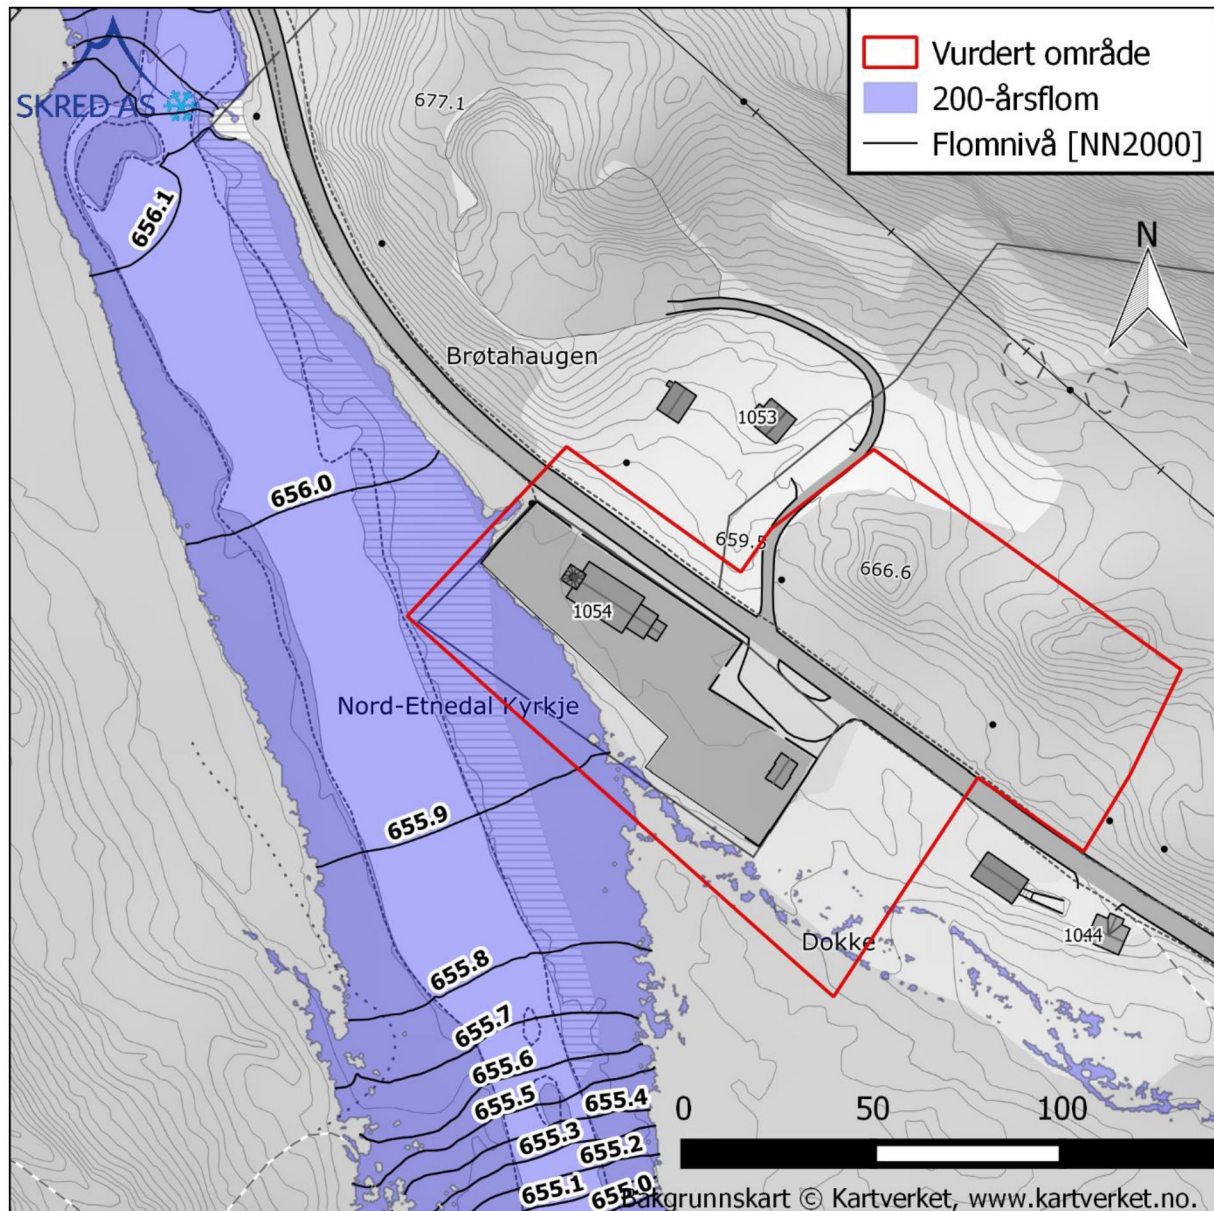 SKRED AS
Vurdert område
200-årsflom
Flomnivå [NN2000]
677.1
656.1
N
Brøtahaugen
1053
656.0
659.5
666.6
1054
Nord-Etnedal Kyrkje
655.9
Dokke
1044
655.8
655.7
655.6
655.5
655.4
655.3
655.2
655.1
655.0
0 50 100
Bakgrunnskart © Kartverket, www.kartverket.no.